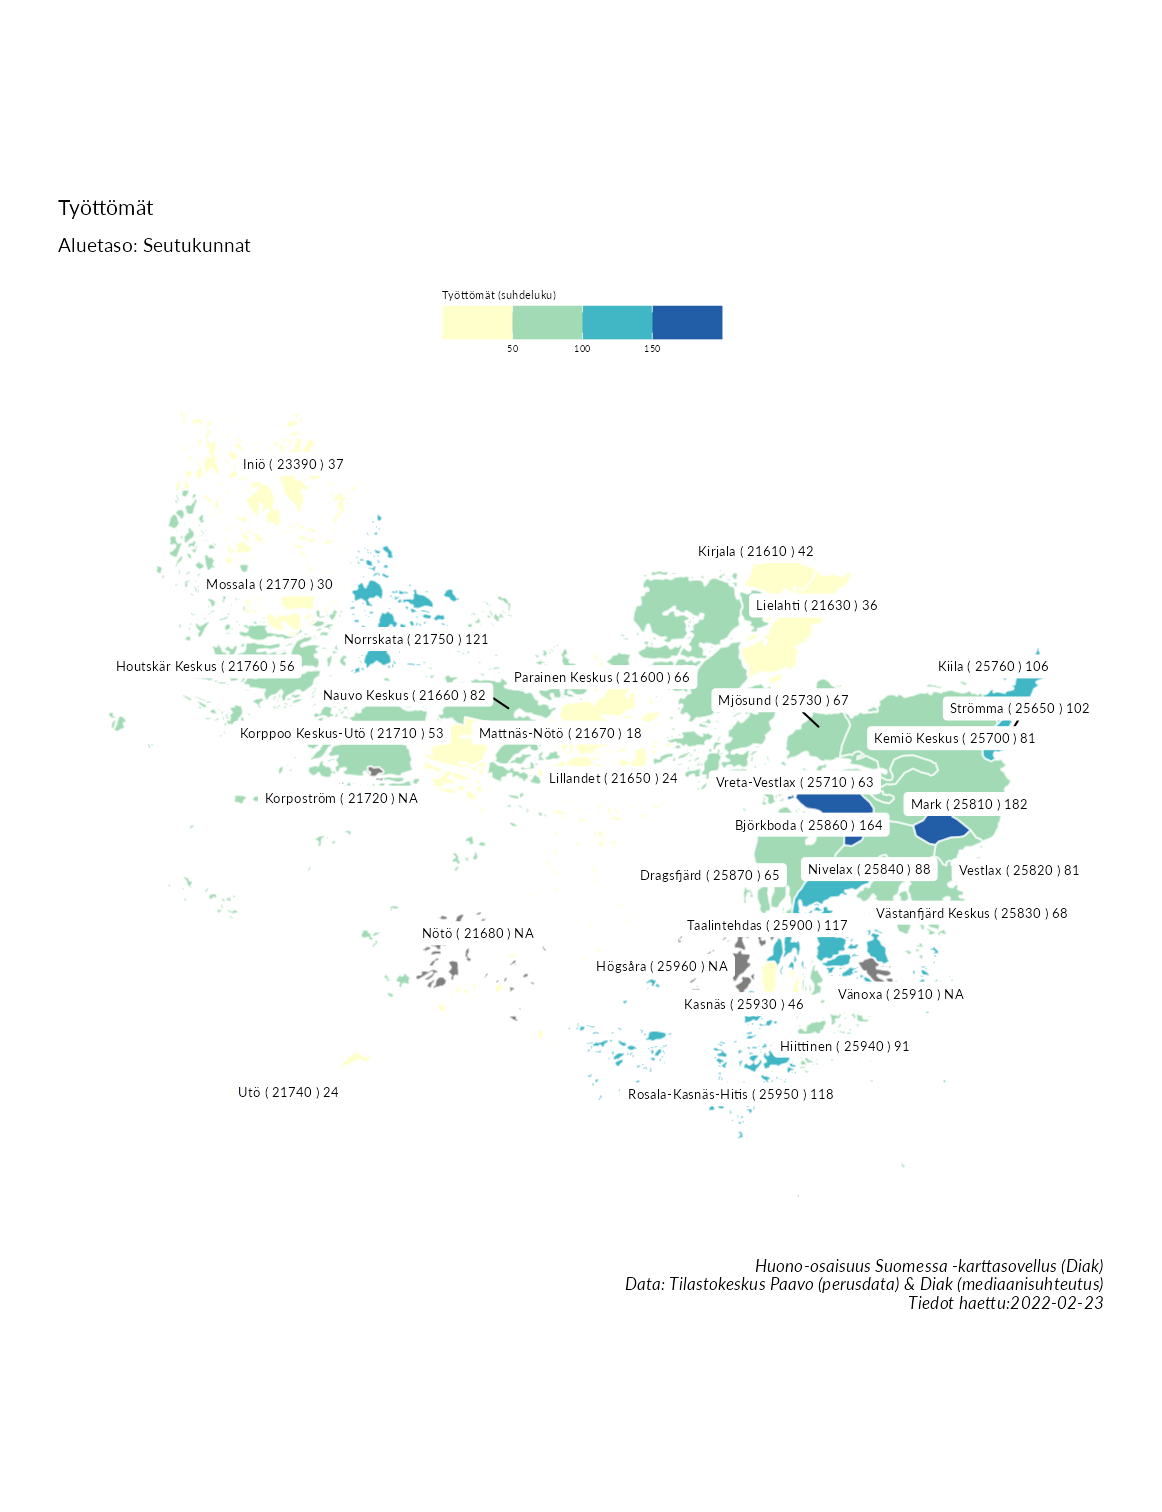 Työttömät
Aluetaso: Seutukunnat
Työttömät (suhdeluku)
50 100 150
Iniö ( 23390 ) 37
Kirjala ( 21610 ) 42
Mossala ( 21770 ) 30
Lielahti ( 21630 ) 36
Norrskata ( 21750 ) 121
Houtskär Keskus ( 21760 ) 56
Kiila ( 25760 ) 106
Parainen Keskus ( 21600 ) 66
Nauvo Keskus ( 21660 ) 82
Mjösund ( 25730 ) 67
Strömma ( 25650 ) 102
Korppoo Keskus-Utö ( 21710 ) 53
Mattnäs-Nötö ( 21670 ) 18
Kemiö Keskus ( 25700 ) 81
Lillandet ( 21650 ) 24
Vreta-Vestlax ( 25710 ) 63
Korpoström ( 21720 ) NA
Mark ( 25810 ) 182
Björkboda ( 25860 ) 164
Dragsfjärd ( 25870 ) 65
Nivelax ( 25840 ) 88
Vestlax ( 25820 ) 81
Västanfjärd Keskus ( 25830 ) 68
Taalintehdas ( 25900 ) 117
Nötö ( 21680 ) NA
Högsåra ( 25960 ) NA
Vänoxa ( 25910 ) NA
Kasnäs ( 25930 ) 46
Hiittinen ( 25940 ) 91
Utö ( 21740 ) 24
Rosala-Kasnäs-Hitis ( 25950 ) 118
Huono-osaisuus Suomessa -karttasovellus (Diak)
Data: Tilastokeskus Paavo (perusdata) & Diak (mediaanisuhteutus)
Tiedot haettu:2022-02-23